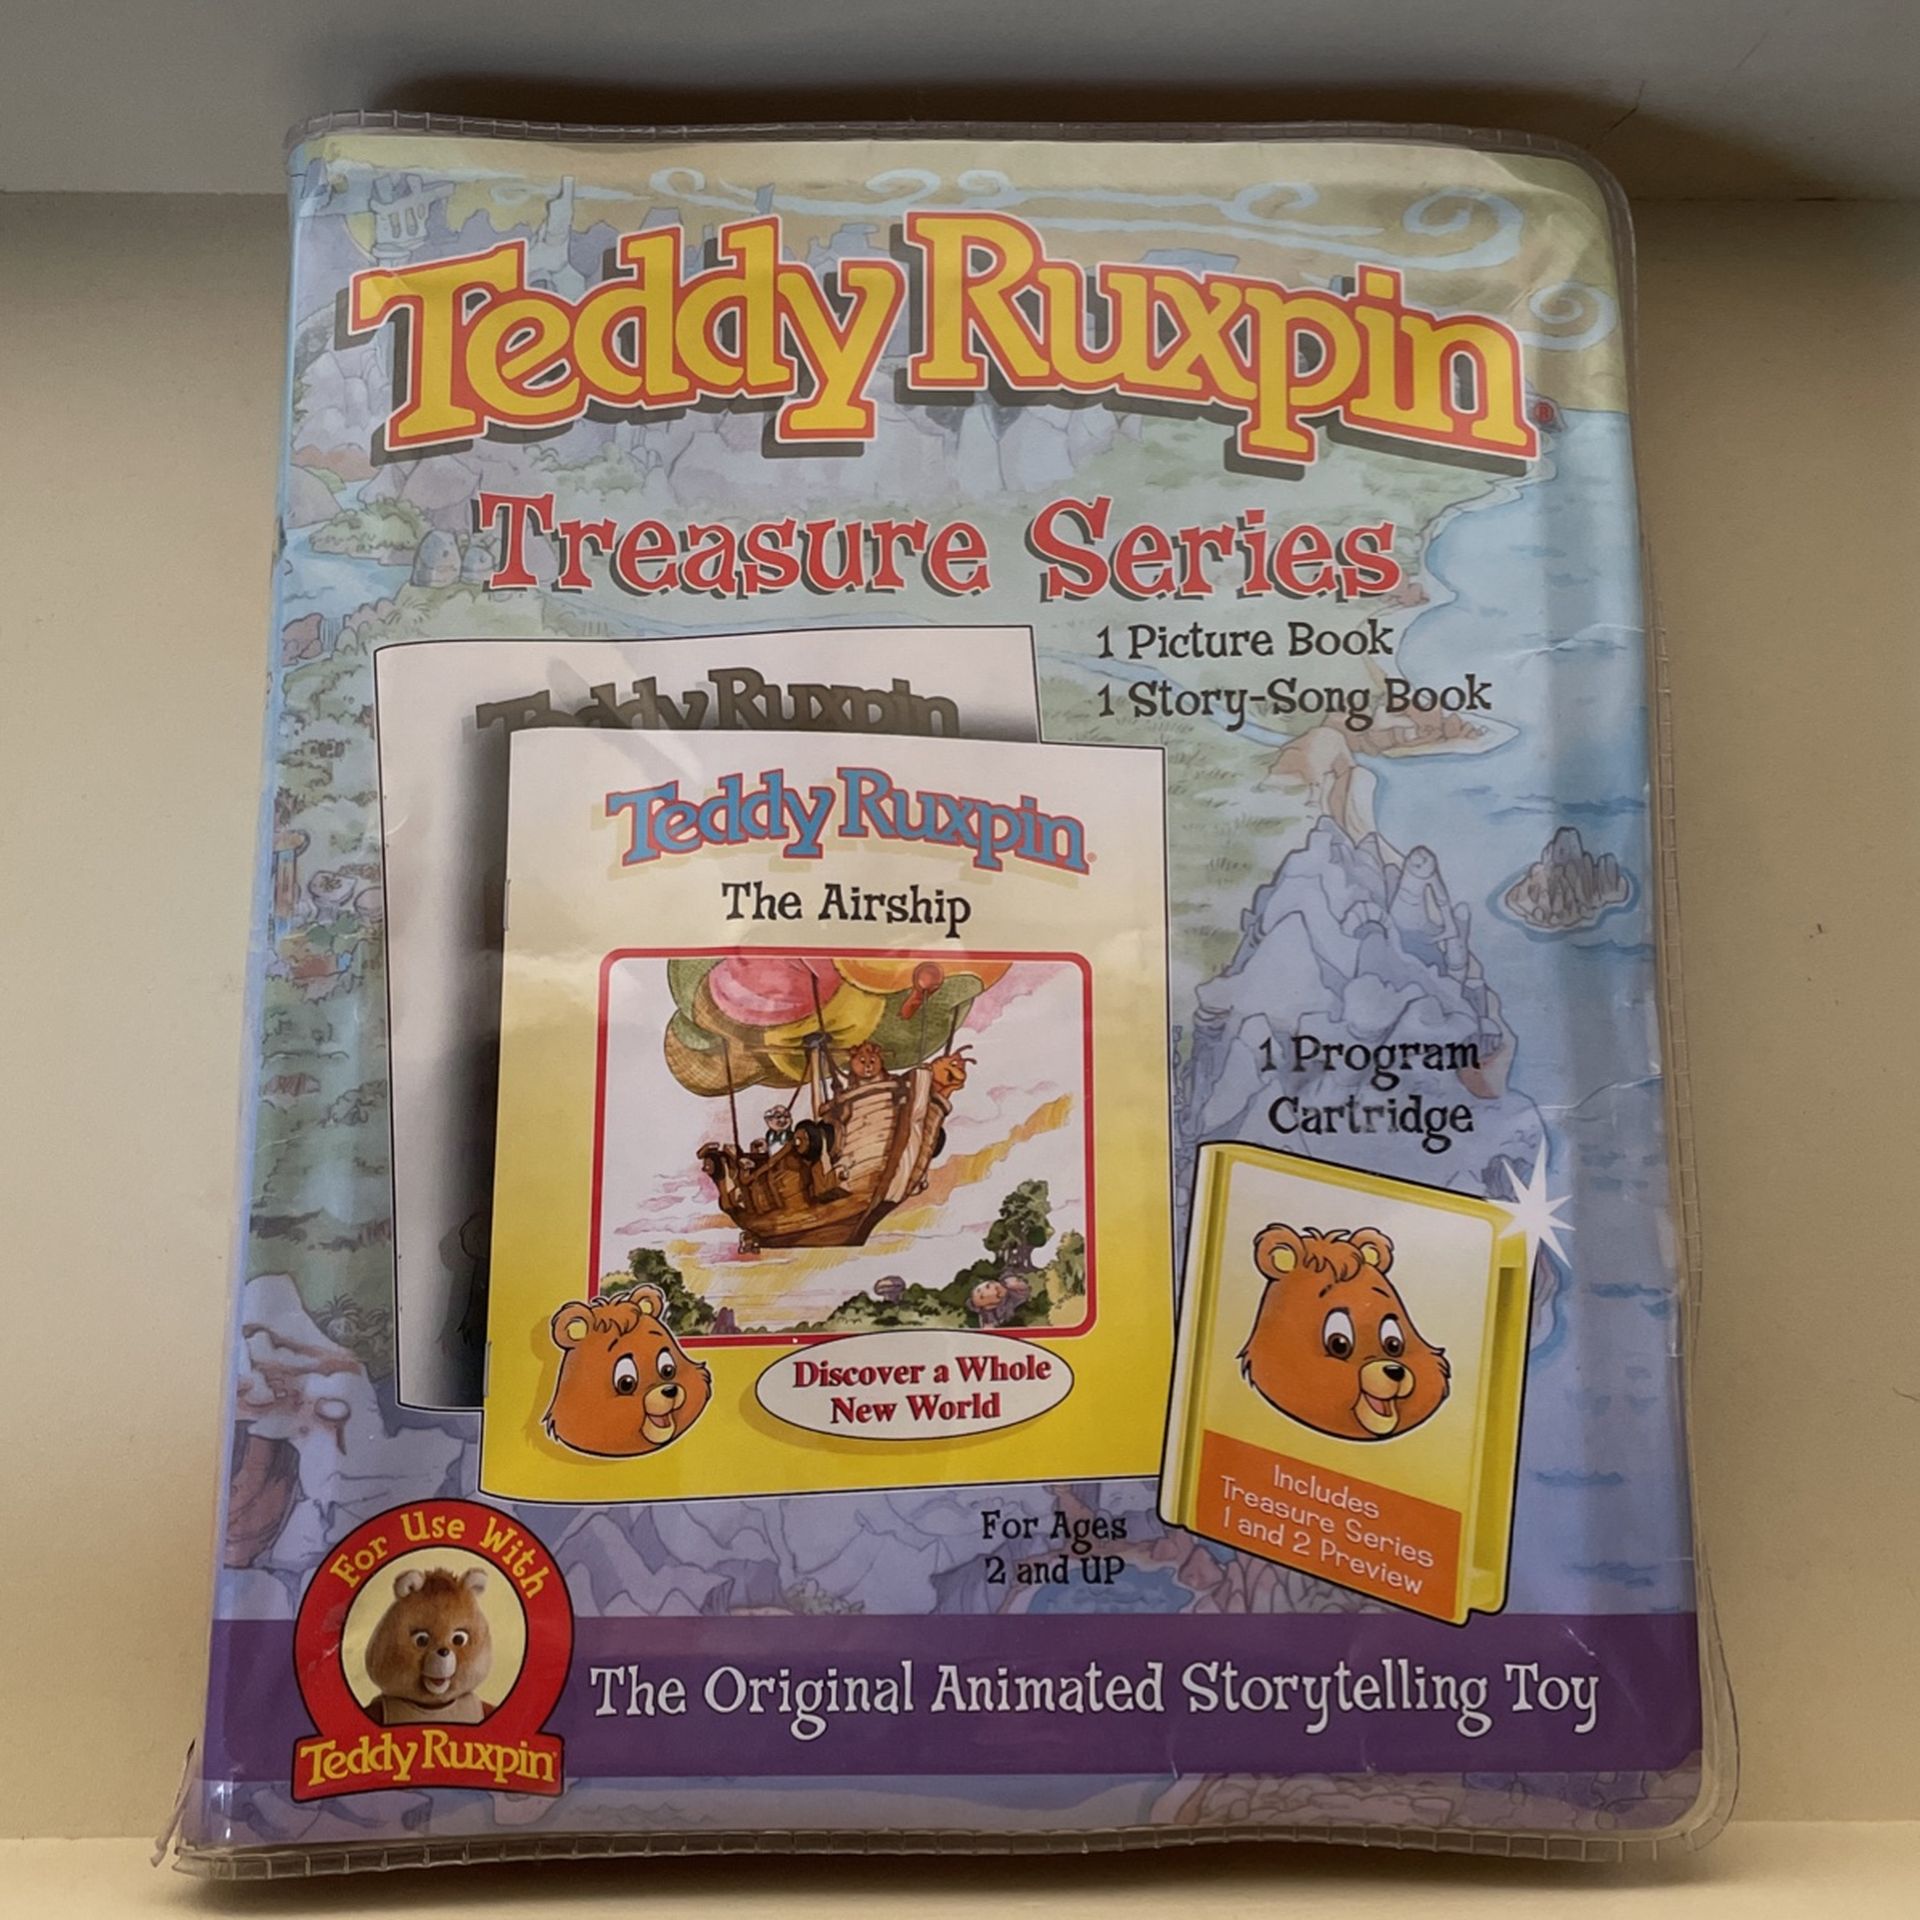 Teddy Ruxpin®
Treasure Series
1 Picture Book
1 Story-Song Book
Teddy Ruxpin
Teddy Ruxpin
The Airship
Discover a Whole
New World
1 Program
Cartridge
Includes
Treasure Series
1 and 2 Preview
For Ages
2 and UP
For Use With
Teddy Ruxpin
The Original Animated Storytelling Toy